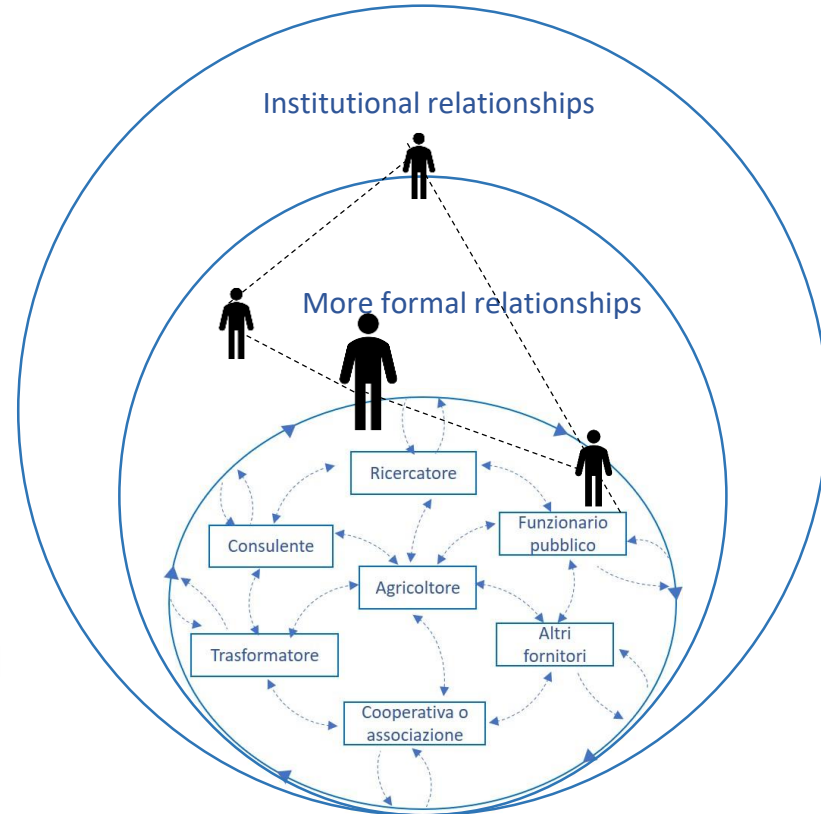 Institutional relationships
More formal relationships
Ricercatore
Consulente
Funzionario
pubblico
Agricoltore
Trasformatore
Altri
fornitori
Cooperativa o
associazione